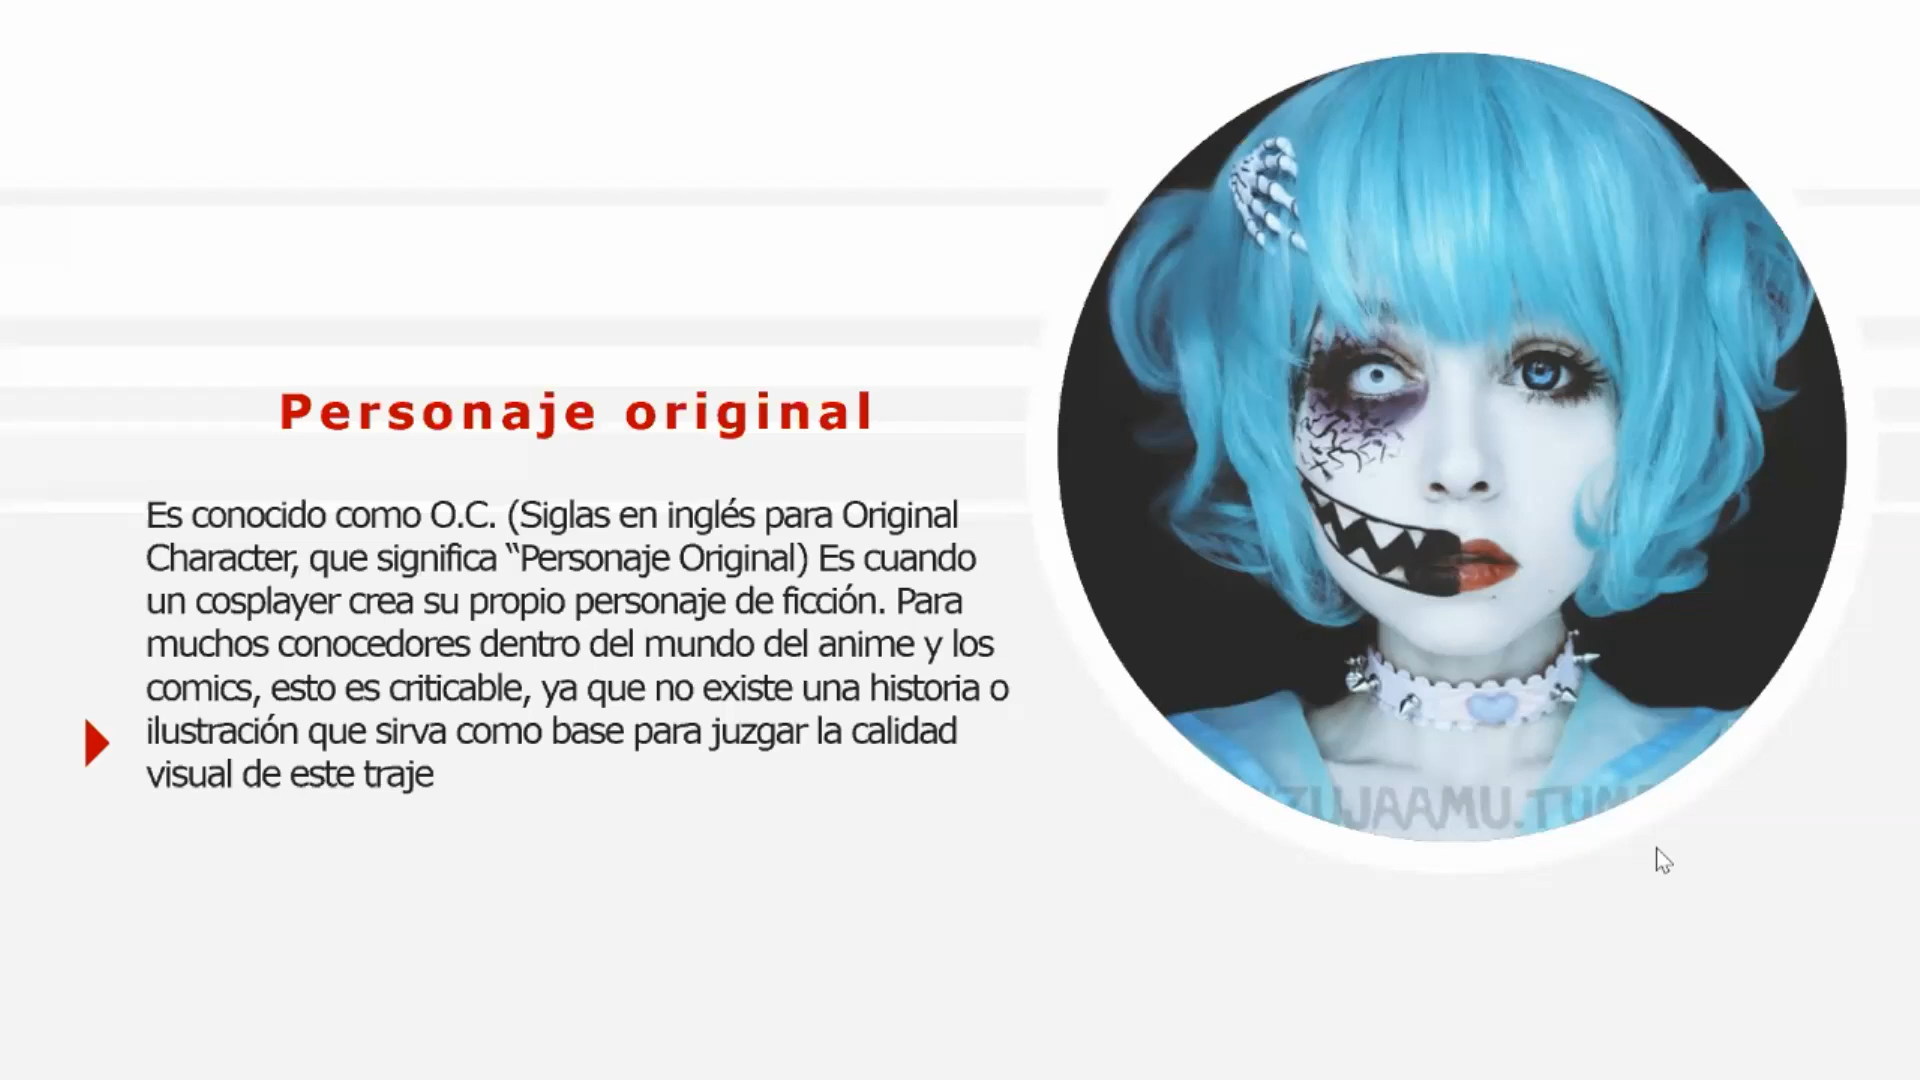 Personaje original
Es conocido como O.C. (Siglas en inglés para Original
Character, que significa “Personaje Original) Es cuando
un cosplayer crea su propio personaje de ficción. Para
muchos conocedores dentro del mundo del anime y los
comics, esto es criticable, ya que no existe una historia o
ilustración que sirva como base para juzgar la calidad
visual de este traje